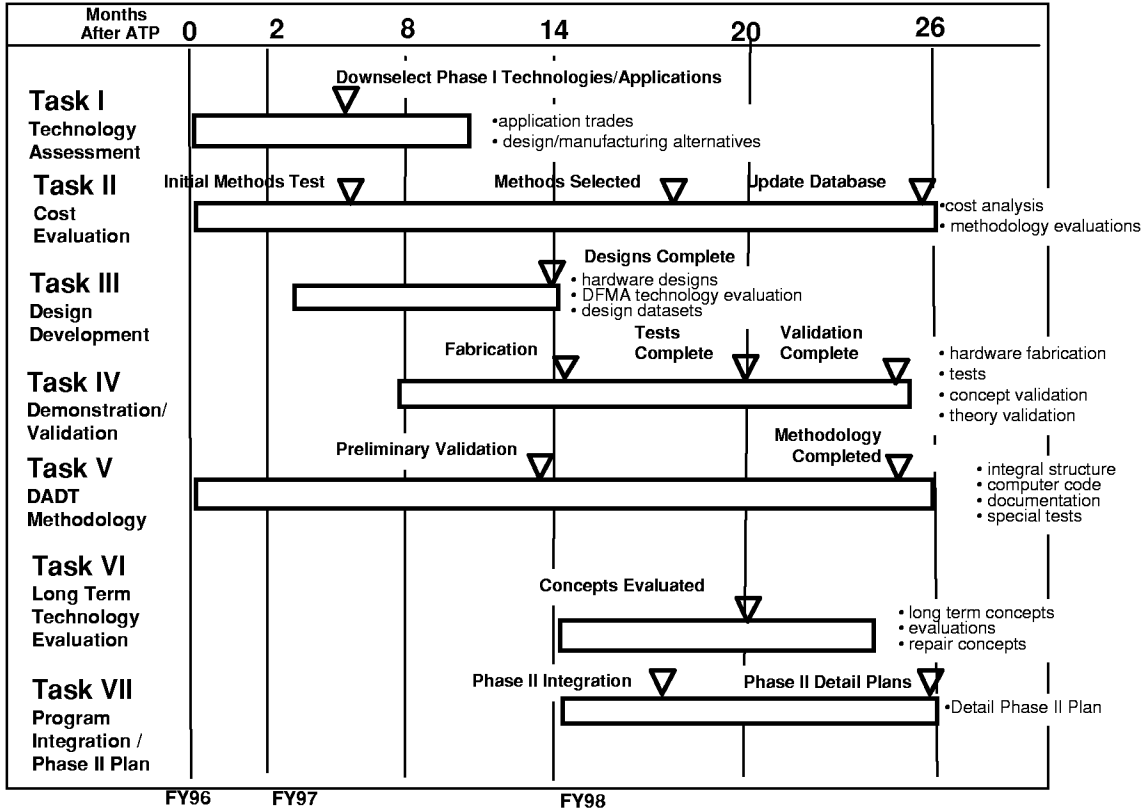 Months
After ATP
0 2 8 14 20 26
Downselect Phase I Technologies/Applications
Task I
Technology
Assessment
•application trades
• design/manufacturing alternatives
Task II
Cost
Evaluation
Initial Methods Test
Methods Selected
Update Database
•cost analysis
• methodology evaluations
Task III
Design
Development
Designs Complete
• hardware designs
• DFMA technology evaluation
• design datasets
Task IV
Demonstration/
Validation
Fabrication
Tests
Complete
Validation
Complete
• hardware fabrication
• tests
• concept validation
• theory validation
Task V
DADT
Methodology
Preliminary Validation
Methodology
Completed
• integral structure
• computer code
• documentation
• special tests
Task VI
Long Term
Technology
Evaluation
Concepts Evaluated
• long term concepts
• evaluations
• repair concepts
Task VII
Program
Integration /
Phase II Plan
Phase II Integration
Phase II Detail Plans
•Detail Phase II Plan
FY96 FY97 FY98